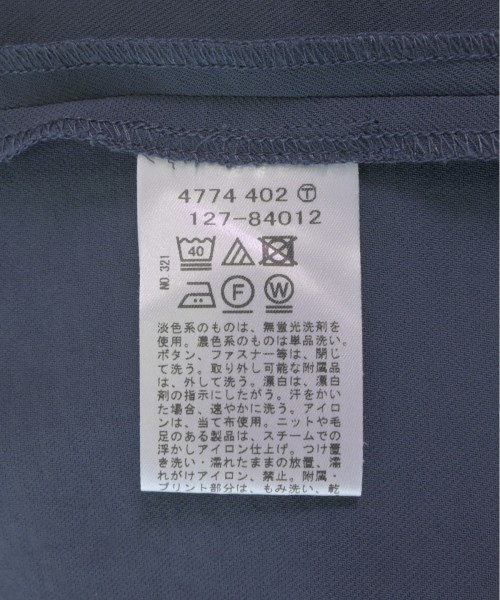 4774 402 Ⓣ
127-84012
NO.321
40
F W
淡色系のものは、無蛍光洗剤を
使用。濃色系のものは単品洗い。
ボタン、ファスナー等は、閉じ
て洗う。取り外し可能な附属品
は、外して洗う。漂白は、漂白
剤の指示にしたがう。汗をかい
た場合、速やかに洗う。アイロ
ンは、当て布使用。ニットや毛
足のある製品は、スチームでの
浮かしアイロン仕上げ。つけ置
き洗い・濡れたままの放置、濡
れがけアイロン、禁止。附属・
プリント部分は、もみ洗い、乾